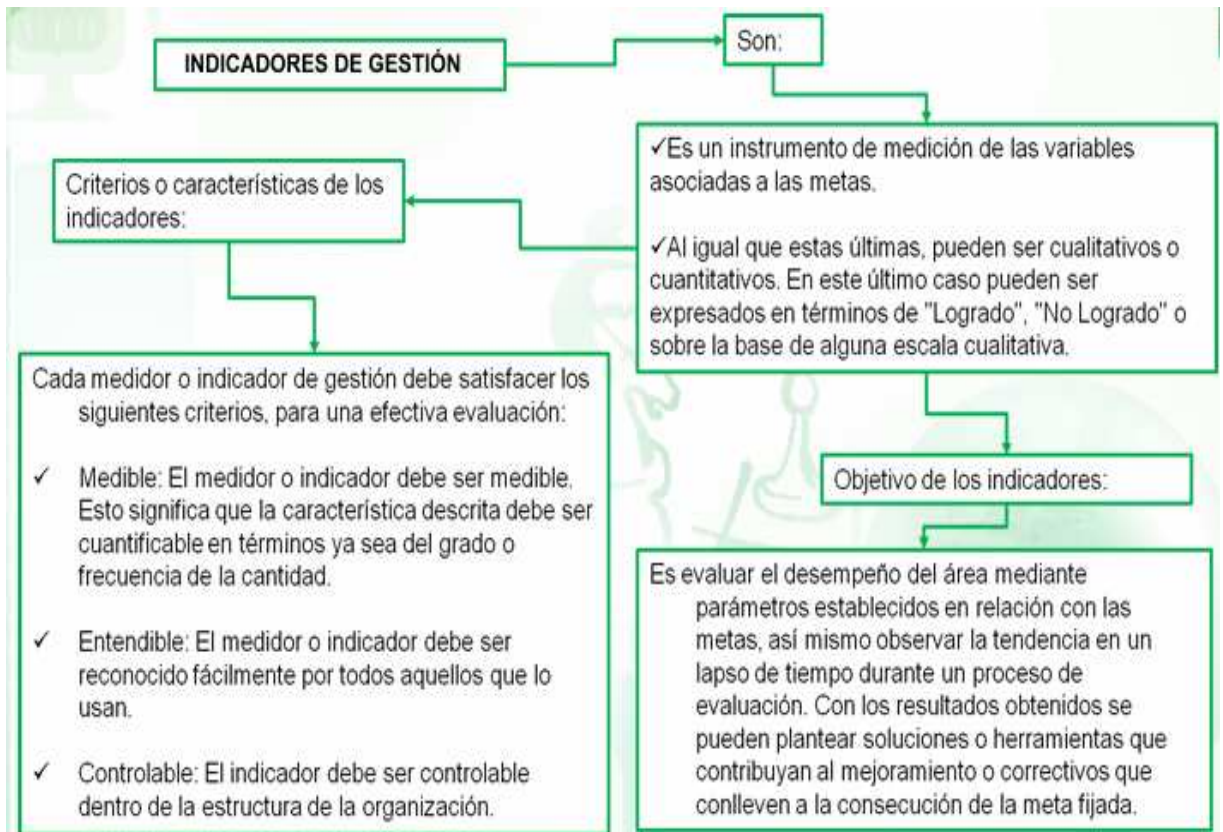 INDICADORES DE GESTIÓN
Son:
✓Es un instrumento de medición de las variables
asociadas a las metas.
✓Al igual que estas últimas, pueden ser cualitativos o
cuantitativos. En este último caso pueden ser
expresados en términos de "Logrado", "No Logrado" o
sobre la base de alguna escala cualitativa.
Criterios o características de los
indicadores:
Cada medidor o indicador de gestión debe satisfacer los
siguientes criterios, para una efectiva evaluación:
✓ Medible: El medidor o indicador debe ser medible.
Esto significa que la característica descrita debe ser
cuantificable en términos ya sea del grado o
frecuencia de la cantidad.
✓ Entendible: El medidor o indicador debe ser
reconocido fácilmente por todos aquellos que lo
usan.
✓ Controlable: El indicador debe ser controlable
dentro de la estructura de la organización.
Objetivo de los indicadores:
Es evaluar el desempeño del área mediante
parámetros establecidos en relación con las
metas, así mismo observar la tendencia en un
lapso de tiempo durante un proceso de
evaluación. Con los resultados obtenidos se
pueden plantear soluciones o herramientas que
contribuyan al mejoramiento o correctivos que
conlleven a la consecución de la meta fijada.